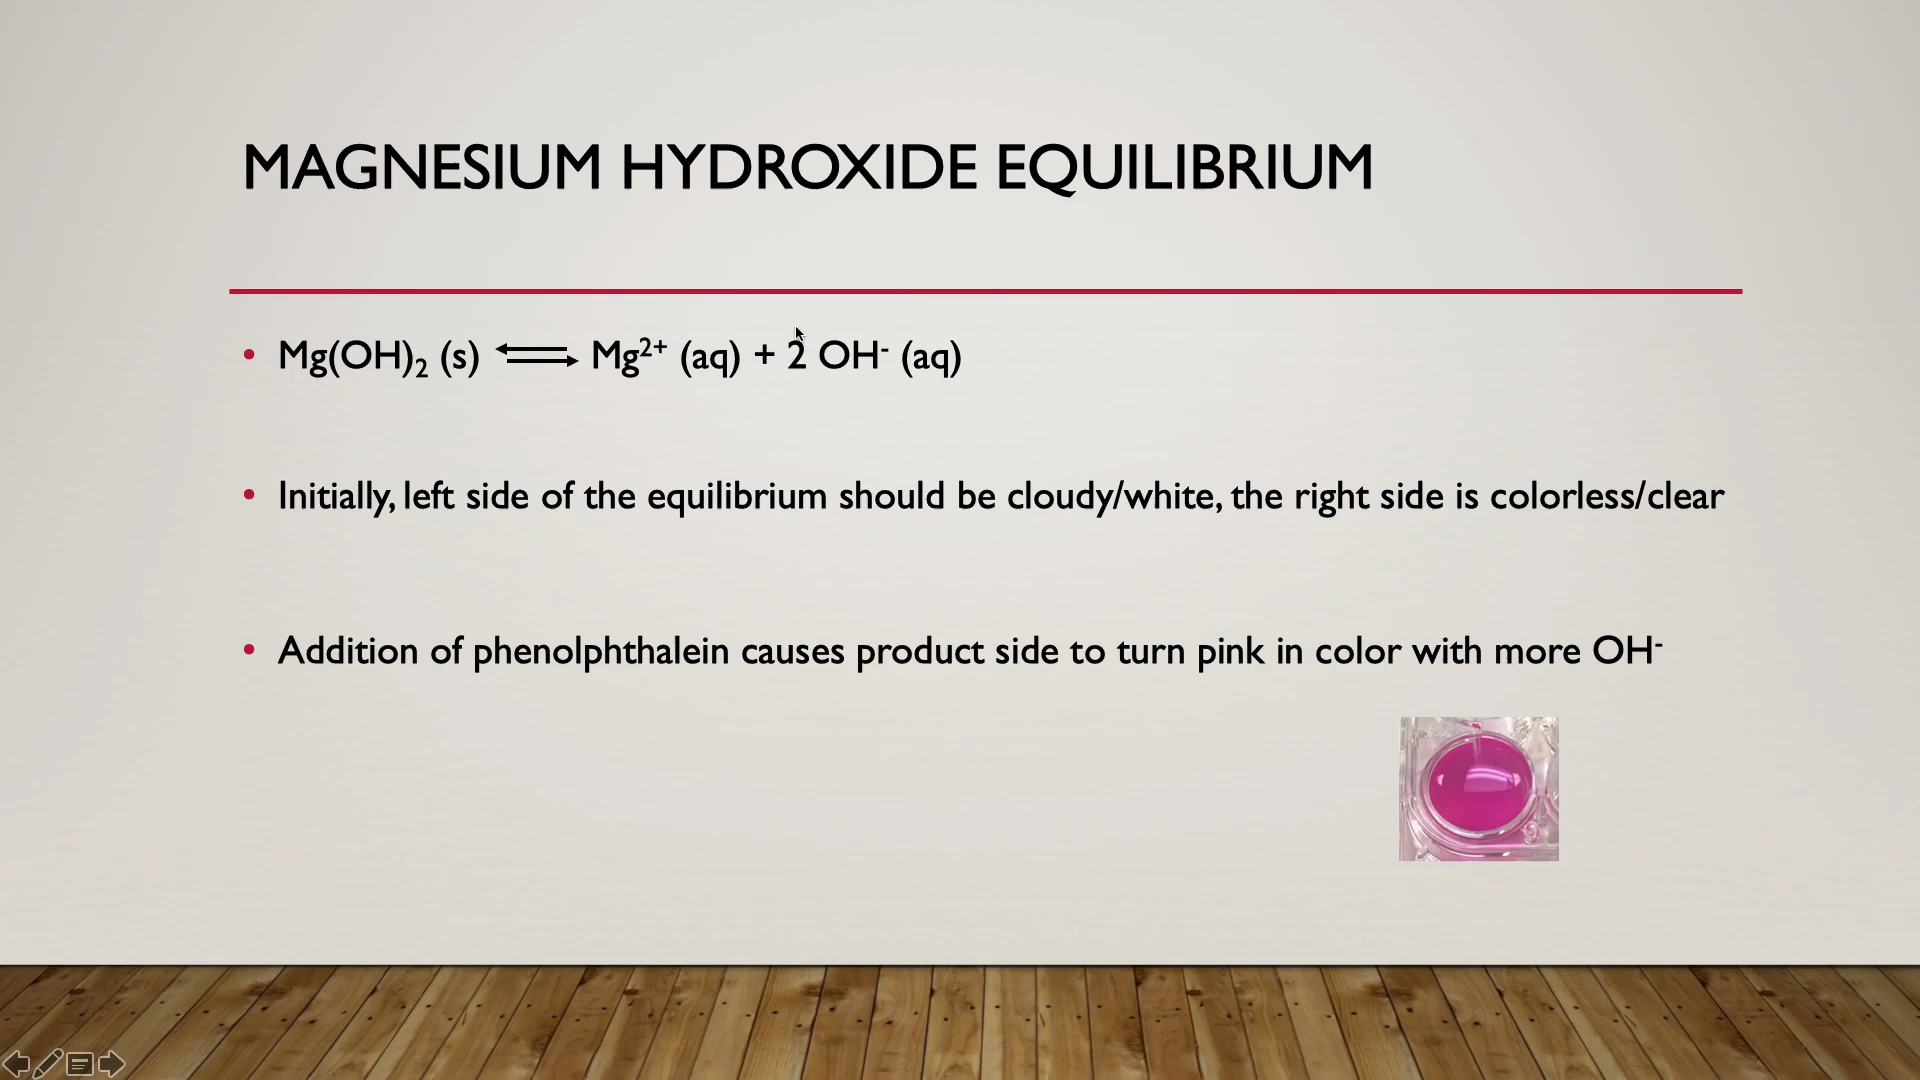 MAGNESIUM HYDROXIDE EQUILIBRIUM
• Mg(OH)₂ (s) ⇌ Mg²⁺ (aq) + 2 OH⁻ (aq)
• Initially, left side of the equilibrium should be cloudy/white, the right side is colorless/clear
• Addition of phenolphthalein causes product side to turn pink in color with more OH⁻